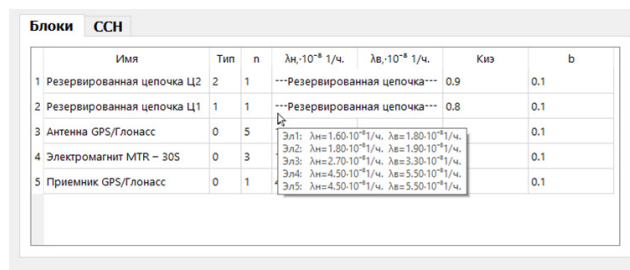 Блоки ССН
Имя Тип n λн,·10⁻⁸ 1/ч. λв,·10⁻⁸ 1/ч. Kиэ b
1 Резервированная цепочка Ц2 2 1 ---Резервированная цепочка--- 0.9 0.1
2 Резервированная цепочка Ц1 1 1 ---Резервированная цепочка--- 0.8 0.1
3 Антенна GPS/Глонасс 0 5 0.1
4 Электромагнит MTR – 30S 0 3 0.1
5 Приемник GPS/Глонасс 0 1 0.1
Эл1: λн=1.60·10⁻⁸1/ч. λв=1.80·10⁻⁸1/ч.
Эл2: λн=1.80·10⁻⁸1/ч. λв=1.90·10⁻⁸1/ч.
Эл3: λн=2.70·10⁻⁸1/ч. λв=3.30·10⁻⁸1/ч.
Эл4: λн=4.50·10⁻⁸1/ч. λв=5.50·10⁻⁸1/ч.
Эл5: λн=4.50·10⁻⁸1/ч. λв=5.50·10⁻⁸1/ч.